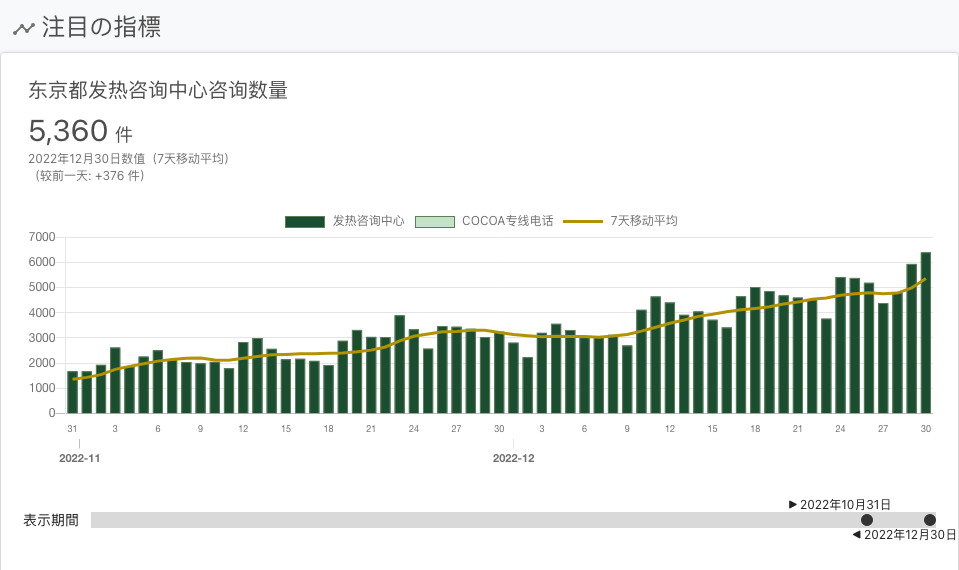 注目の指標
东京都发热咨询中心咨询数量
5,360 件
2022年12月30日数值（7天移动平均）
（较前一天: +376 件）
发热咨询中心 COCOA专线电话 7天移动平均
7000
6000
5000
4000
3000
2000
1000
0
31 3 6 9 12 15 18 21 24 27 30 3 6 9 12 15 18 21 24 27 30
2022-11 2022-12
2022年10月31日
表示期間
2022年12月30日